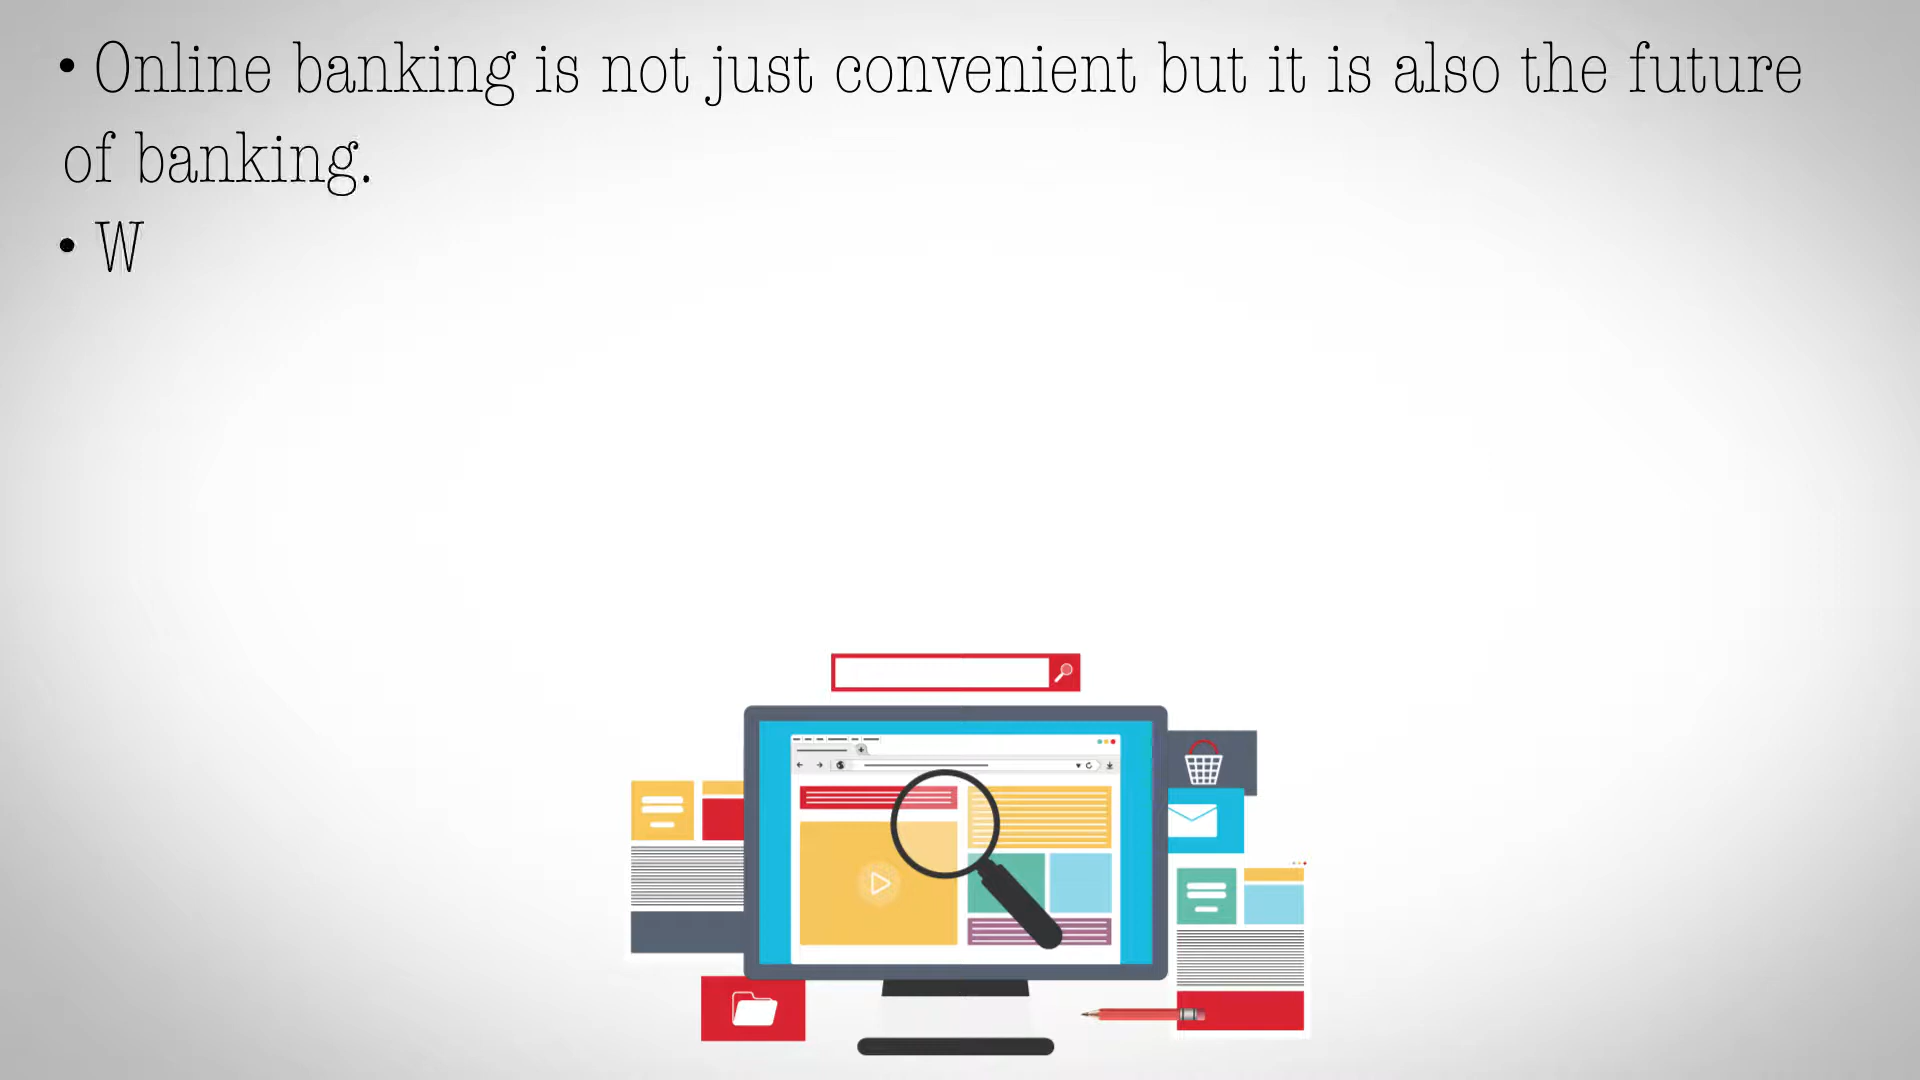 • Online banking is not just convenient but it is also the future
of banking.
• W